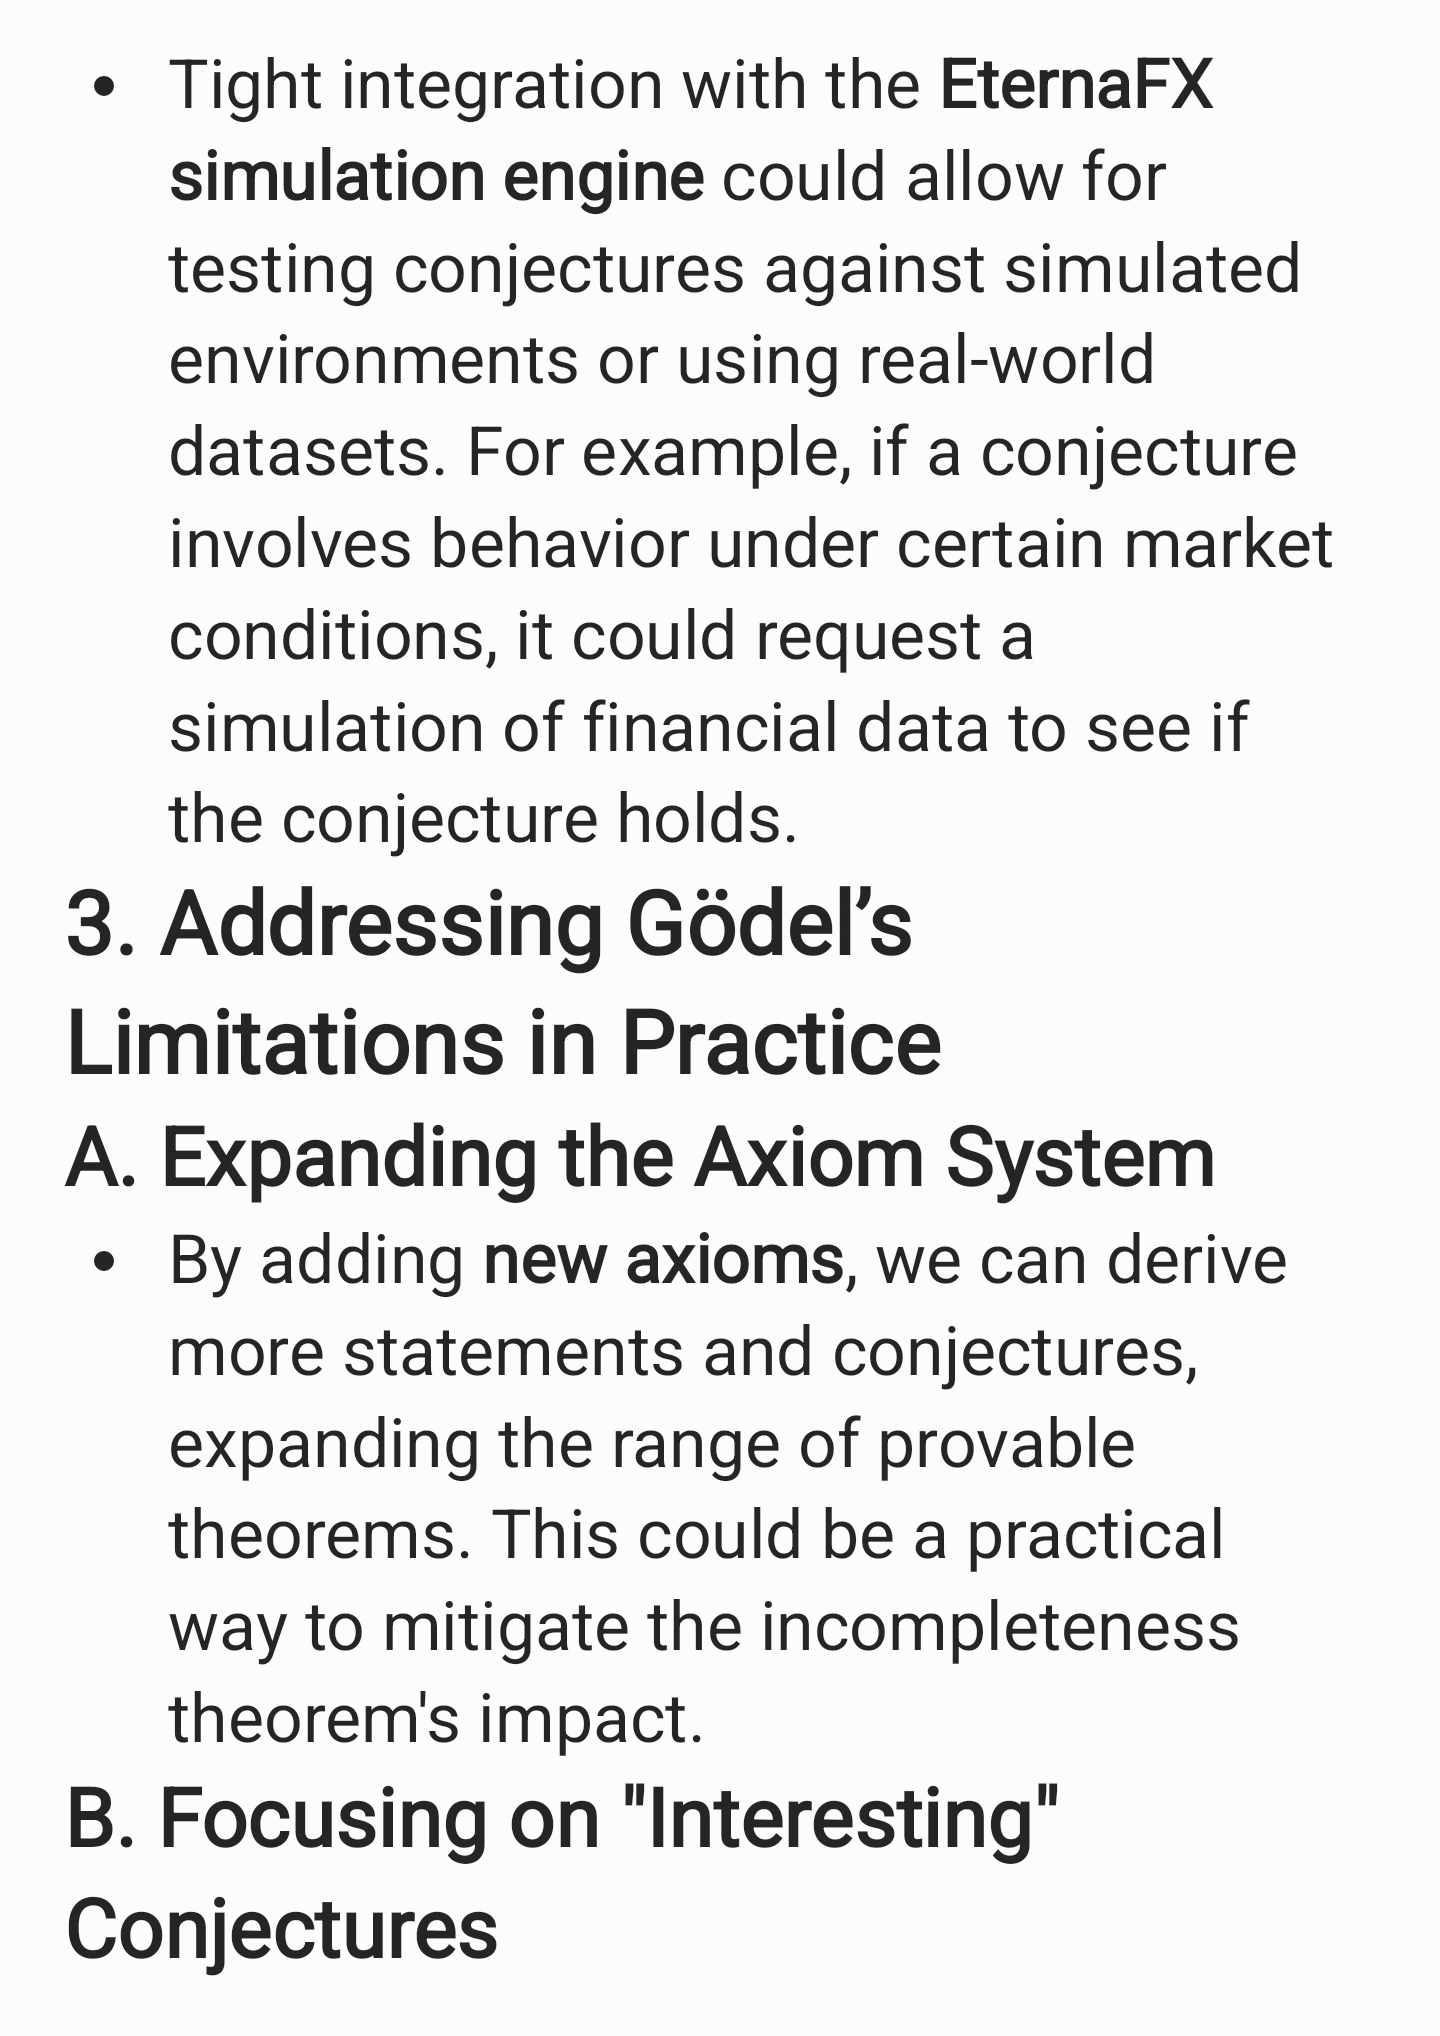 • Tight integration with the EternaFX
simulation engine could allow for
testing conjectures against simulated
environments or using real-world
datasets. For example, if a conjecture
involves behavior under certain market
conditions, it could request a
simulation of financial data to see if
the conjecture holds.
3. Addressing Gödel’s
Limitations in Practice
A. Expanding the Axiom System
• By adding new axioms, we can derive
more statements and conjectures,
expanding the range of provable
theorems. This could be a practical
way to mitigate the incompleteness
theorem's impact.
B. Focusing on "Interesting"
Conjectures